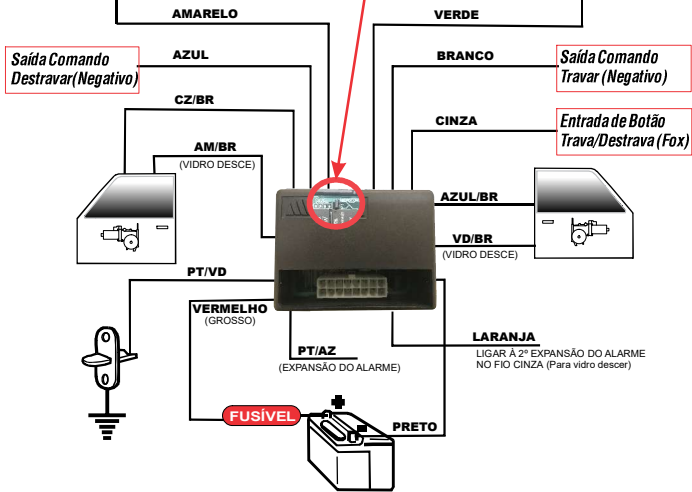 AMARELO
VERDE
Saída Comando
Destravar(Negativo)
AZUL
BRANCO
Saída Comando
Travar (Negativo)
CZ/BR
CINZA
Entrada de Botão
Trava/Destrava (Fox)
AM/BR
(VIDRO DESCE)
AZUL/BR
VD/BR
(VIDRO DESCE)
PT/VD
VERMELHO
(GROSSO)
PT/AZ
(EXPANSÃO DO ALARME)
LARANJA
LIGAR À 2º EXPANSÃO DO ALARME
NO FIO CINZA (Para vidro descer)
FUSÍVEL
PRETO